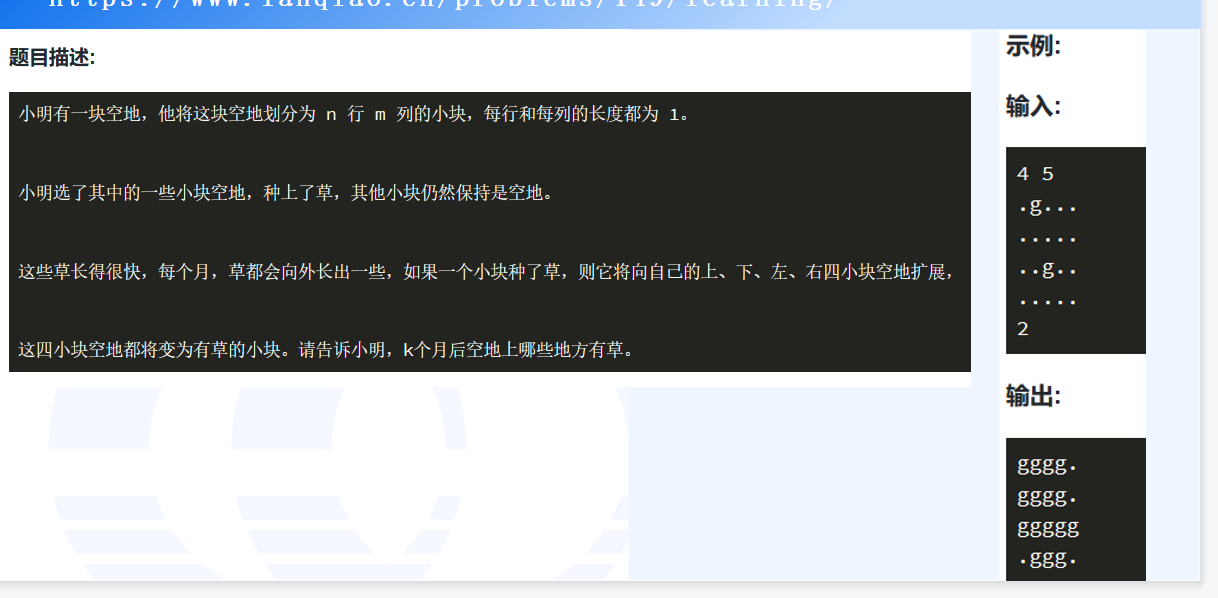 题目描述:
小明有一块空地，他将这块空地划分为 n 行 m 列的小块，每行和每列的长度都为 1。
小明选了其中的一些小块空地，种上了草，其他小块仍然保持是空地。
这些草长得很快，每个月，草都会向外长出一些，如果一个小块种了草，则它将向自己的上、下、左、右四小块空地扩展，
这四小块空地都将变为有草的小块。请告诉小明，k个月后空地上哪些地方有草。
示例:
输入:
4 5
.g...
.....
..g..
.....
2
输出:
gggg.
gggg.
ggggg
.ggg.